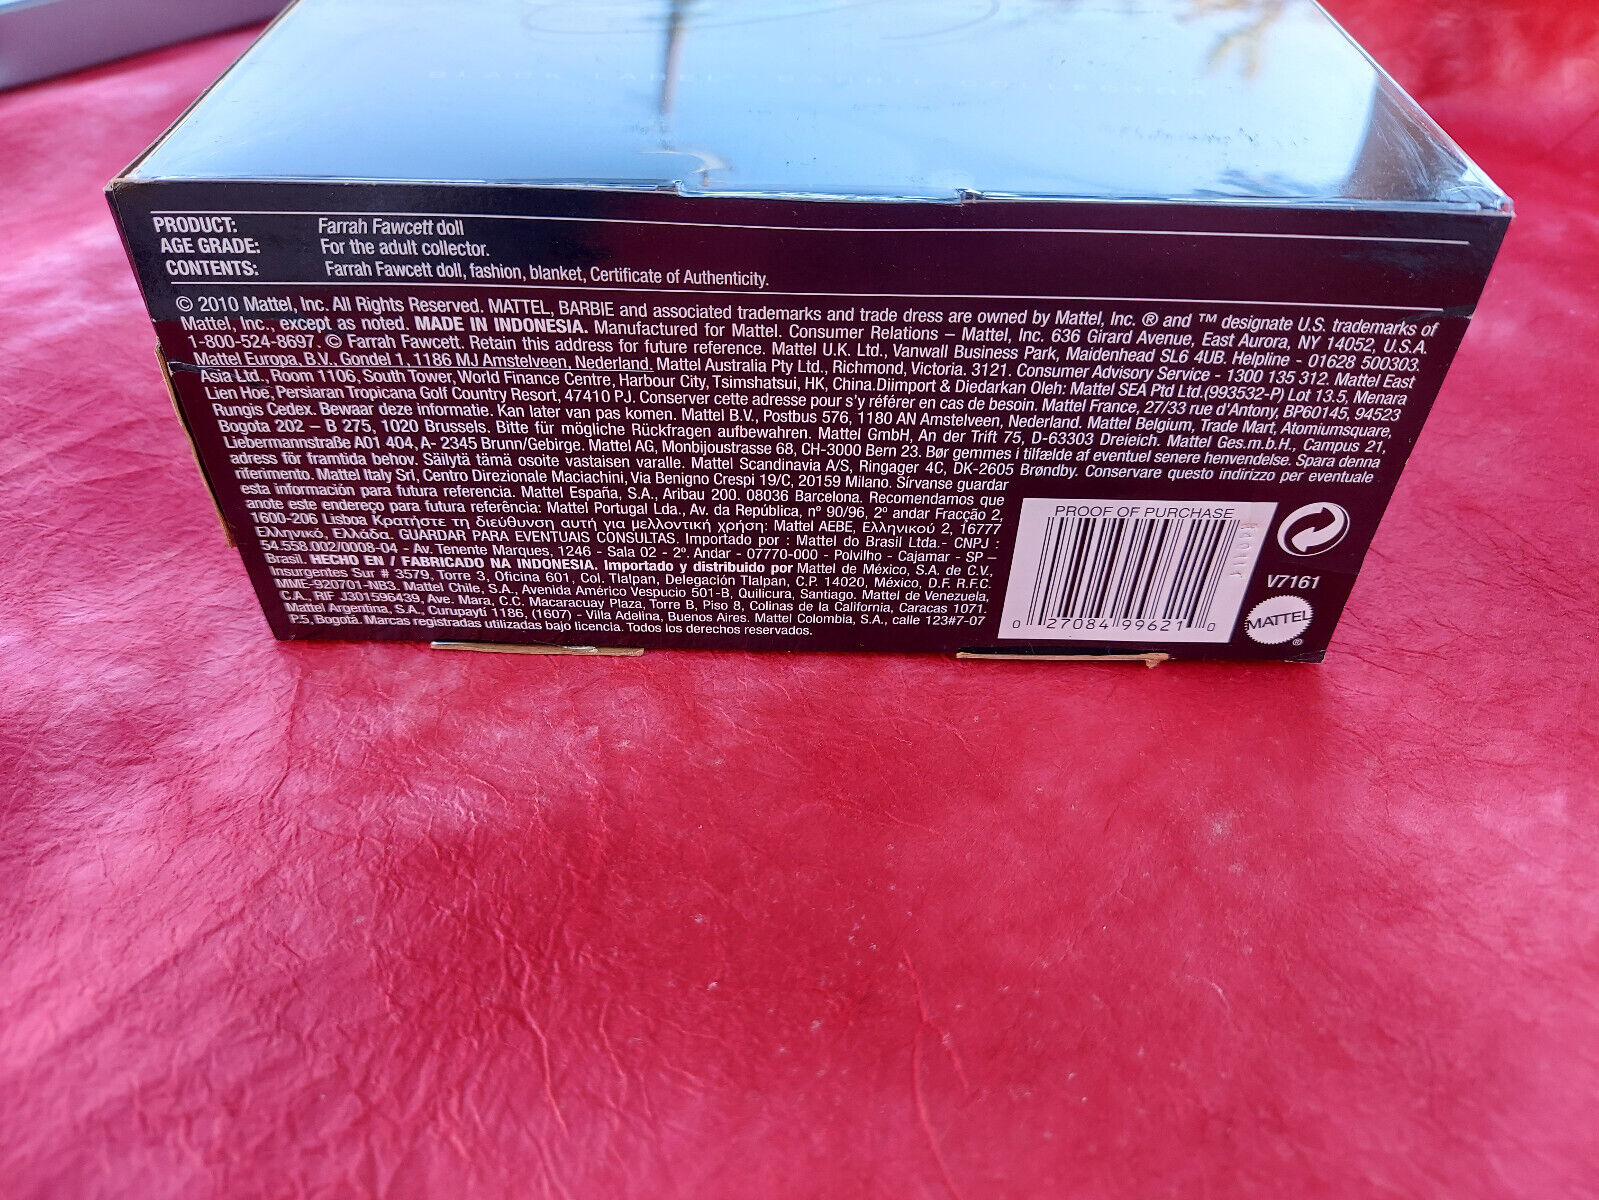 BLACK LABEL BARBIE COLLECTOR
PRODUCT: Farrah Fawcett doll
AGE GRADE: For the adult collector.
CONTENTS: Farrah Fawcett doll, fashion, blanket, Certificate of Authenticity.
© 2010 Mattel, Inc. All Rights Reserved. MATTEL, BARBIE and associated trademarks and trade dress are owned by Mattel, Inc. ® and ™ designate U.S. trademarks of
Mattel, Inc., except as noted. MADE IN INDONESIA. Manufactured for Mattel. Consumer Relations – Mattel, Inc. 636 Girard Avenue, East Aurora, NY 14052, U.S.A.
1-800-524-8697. © Farrah Fawcett. Retain this address for future reference. Mattel U.K. Ltd., Vanwall Business Park, Maidenhead SL6 4UB. Helpline - 01628 500303.
Mattel Europa, B.V., Gondel 1, 1186 MJ Amstelveen, Nederland. Mattel Australia Pty Ltd., Richmond, Victoria. 3121. Consumer Advisory Service - 1300 135 312. Mattel East
Asia Ltd., Room 1106, South Tower, World Finance Centre, Harbour City, Tsimshatsui, HK, China.Diimport & Diedarkan Oleh: Mattel SEA Ptd Ltd.(993532-P) Lot 13.5, Menara
Lien Hoe, Persiaran Tropicana Golf Country Resort, 47410 PJ. Conserver cette adresse pour s'y référer en cas de besoin. Mattel France, 27/33 rue d'Antony, BP60145, 94523
Rungis Cedex. Bewaar deze informatie. Kan later van pas komen. Mattel B.V., Postbus 576, 1180 AN Amstelveen, Nederland. Mattel Belgium, Trade Mart, Atomiumsquare,
Bogota 202 – B 275, 1020 Brussels. Bitte für mögliche Rückfragen aufbewahren. Mattel GmbH, An der Trift 75, D-63303 Dreieich. Mattel Ges.m.b.H., Campus 21,
Liebermannstraße A01 404, A- 2345 Brunn/Gebirge. Mattel AG, Monbijoustrasse 68, CH-3000 Bern 23. Bør gemmes i tilfælde af eventuel senere henvendelse. Spara denna
adress för framtida behov. Säilytä tämä osoite vastaisen varalle. Mattel Scandinavia A/S, Ringager 4C, DK-2605 Brøndby. Conservare questo indirizzo per eventuale
riferimento. Mattel Italy Srl, Centro Direzionale Maciachini, Via Benigno Crespi 19/C, 20159 Milano. Sírvanse guardar
esta información para futura referencia. Mattel España, S.A., Aribau 200. 08036 Barcelona. Recomendamos que
anote este endereço para futura referência: Mattel Portugal Lda., Av. da República, nº 90/96, 2º andar Fracção 2,
1600-206 Lisboa Κρατήστε τη διεύθυνση αυτή για μελλοντική χρήση: Mattel AEBE, Ελληνικού 2, 16777
Ελληνικό, Ελλάδα. GUARDAR PARA EVENTUAIS CONSULTAS. Importado por : Mattel do Brasil Ltda.- CNPJ :
54.558.002/0008-04 - Av. Tenente Marques, 1246 - Sala 02 - 2º. Andar - 07770-000 - Polvilho - Cajamar - SP –
Brasil. HECHO EN / FABRICADO NA INDONESIA. Importado y distribuido por Mattel de México, S.A. de C.V.,
Insurgentes Sur # 3579, Torre 3, Oficina 601, Col. Tlalpan, Delegación Tlalpan, C.P. 14020, México, D.F. R.F.C.
MME-920701-NB3. Mattel Chile, S.A., Avenida Américo Vespucio 501-B, Quilicura, Santiago. Mattel de Venezuela,
C.A., RIF J301596439, Ave. Mara, C.C. Macaracuay Plaza, Torre B, Piso 8, Colinas de la California, Caracas 1071.
Mattel Argentina, S.A., Curupaytí 1186, (1607) - Villa Adelina, Buenos Aires. Mattel Colombia, S.A., calle 123#7-07
P.5, Bogotá. Marcas registradas utilizadas bajo licencia. Todos los derechos reservados.
PROOF OF PURCHASE
0 27084 99621 0
V7161
MATTEL
®